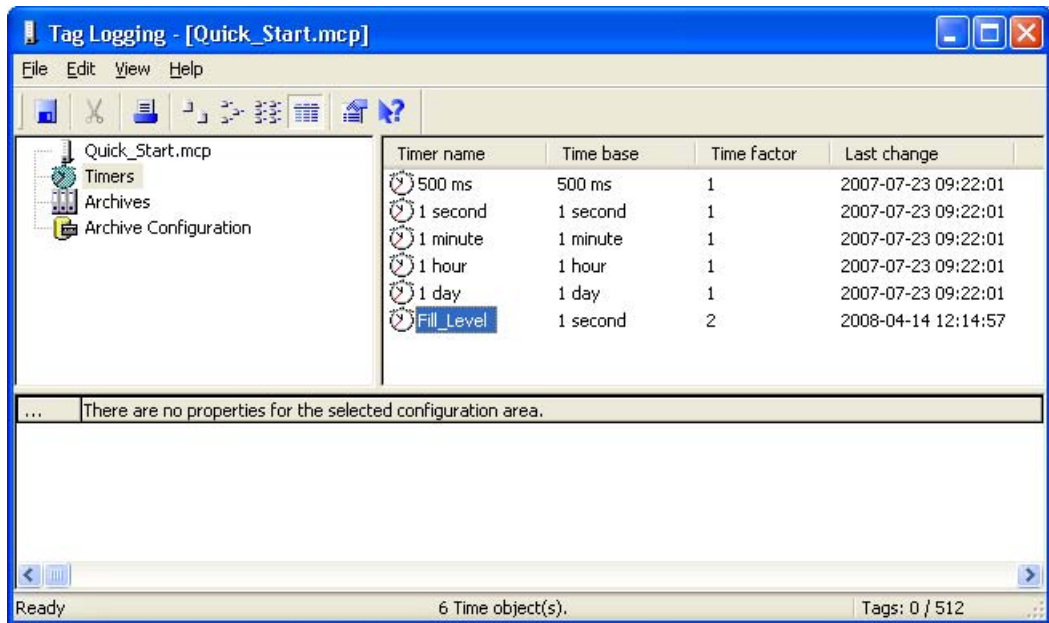 Tag Logging - [Quick_Start.mcp]
File Edit View Help
Quick_Start.mcp
Timers
Archives
Archive Configuration
Timer name Time base Time factor Last change
500 ms 500 ms 1 2007-07-23 09:22:01
1 second 1 second 1 2007-07-23 09:22:01
1 minute 1 minute 1 2007-07-23 09:22:01
1 hour 1 hour 1 2007-07-23 09:22:01
1 day 1 day 1 2007-07-23 09:22:01
Fill_Level 1 second 2 2008-04-14 12:14:57
... There are no properties for the selected configuration area.
Ready 6 Time object(s). Tags: 0 / 512